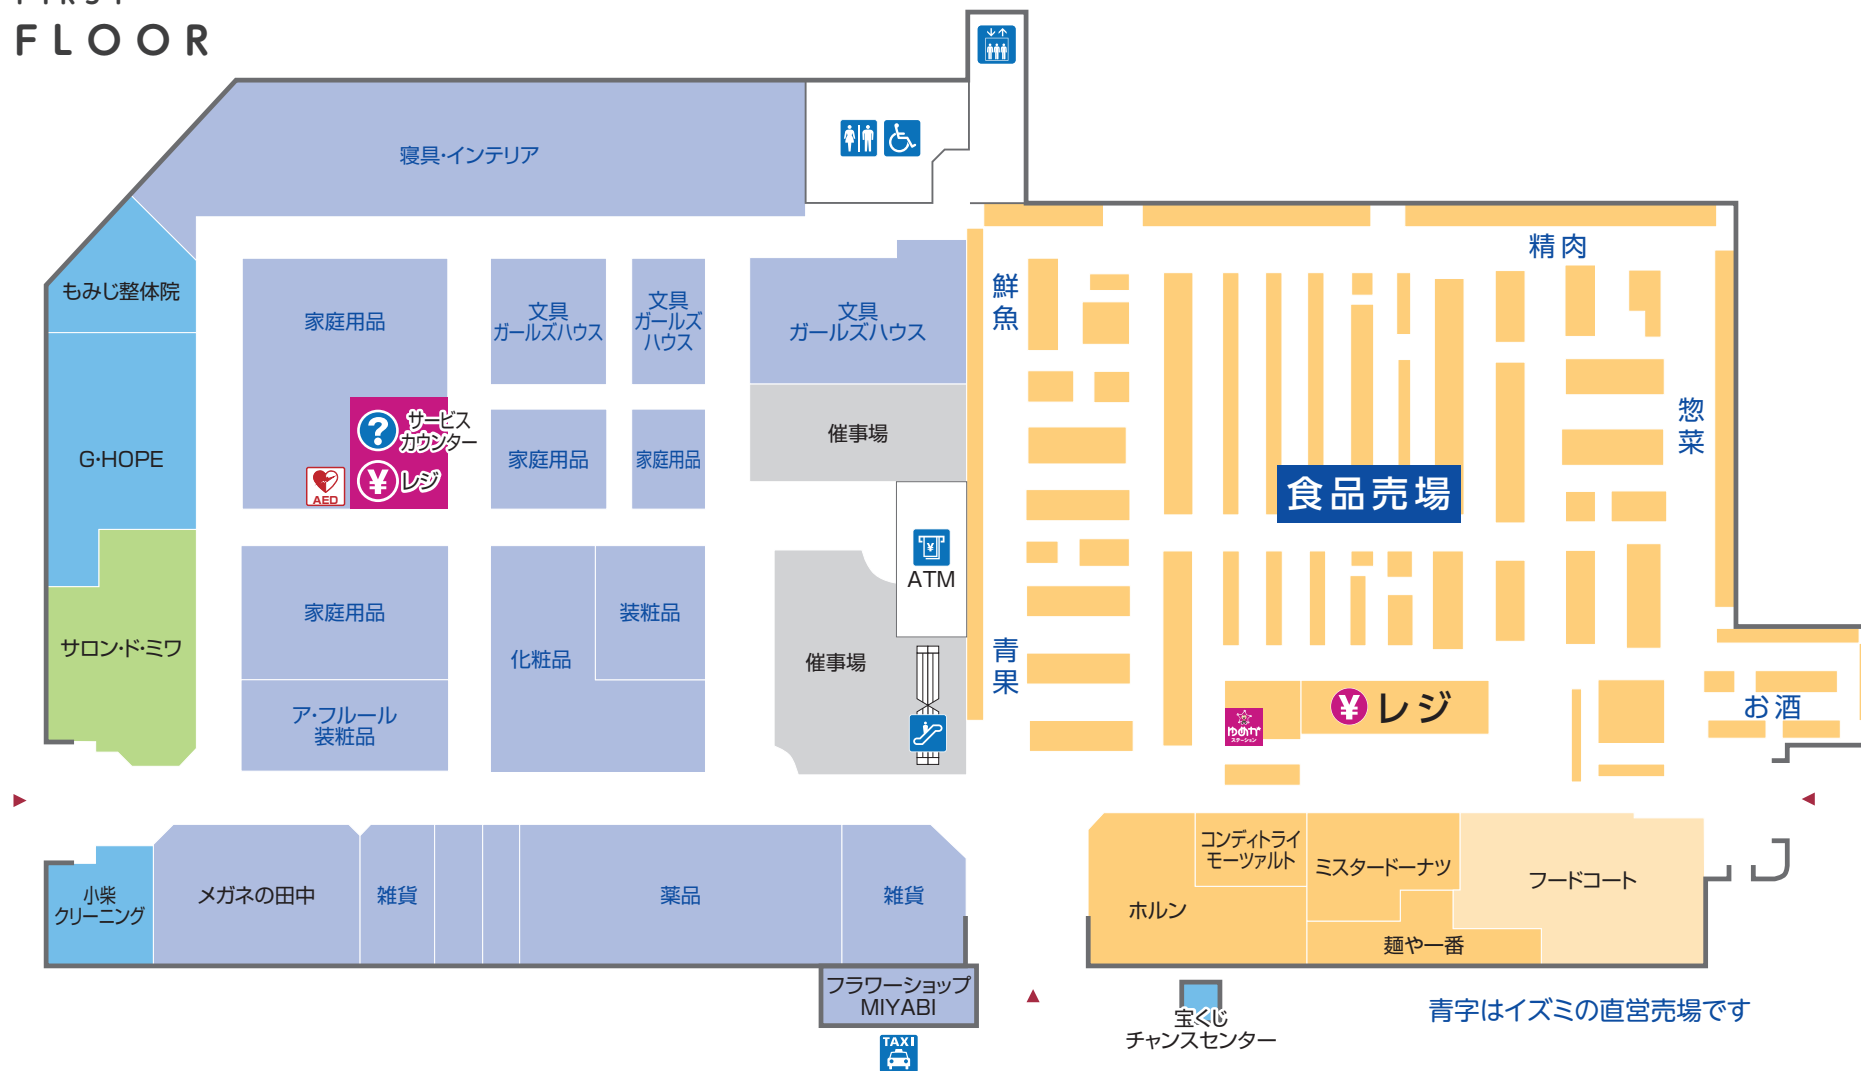 FIRST
FLOOR
寝具・インテリア
もみじ整体院
家庭用品
文具
ガールズハウス
文具
ガールズ
ハウス
文具
ガールズハウス
鮮魚
精肉
惣菜
G・HOPE
?
サービス
カウンター
AED
¥
レジ
家庭用品
家庭用品
催事場
食品売場
¥
ATM
サロン・ド・ミワ
家庭用品
化粧品
装粧品
催事場
青果
ア・フルール
装粧品
ゆめか
ステーション
¥
レジ
お酒
小柴
クリーニング
メガネの田中
雑貨
薬品
雑貨
ホルン
コンディトライ
モーツァルト
ミスタードーナツ
麺や一番
フードコート
フラワーショップ
MIYABI
TAXI
宝くじ
チャンスセンター
青字はイズミの直営売場です